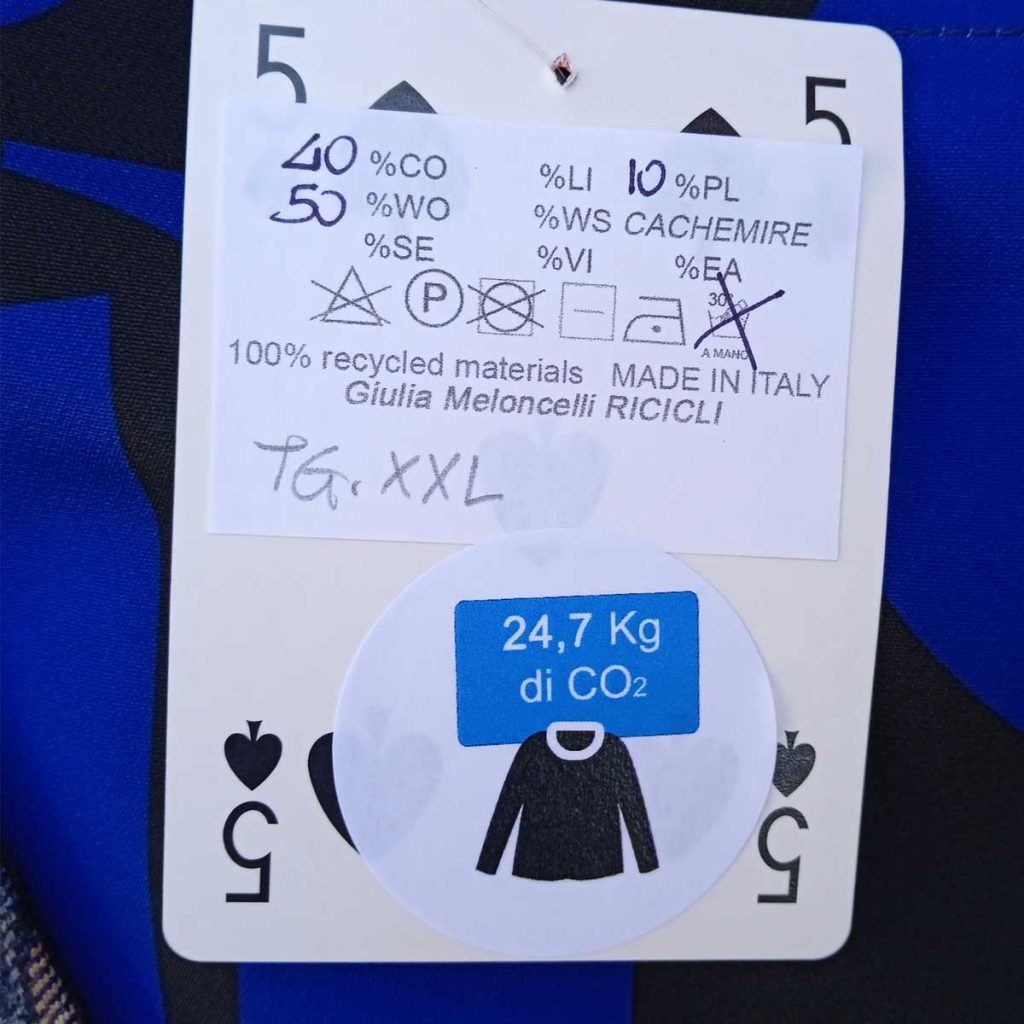 5 5
40 %CO %LI 10 %PL
50 %WO %WS CACHEMIRE
%SE %VI %EA
P 30°
A MANO
100% recycled materials MADE IN ITALY
Giulia Meloncelli RICICLI
TG. XXL
24,7 Kg
di CO2
5 5